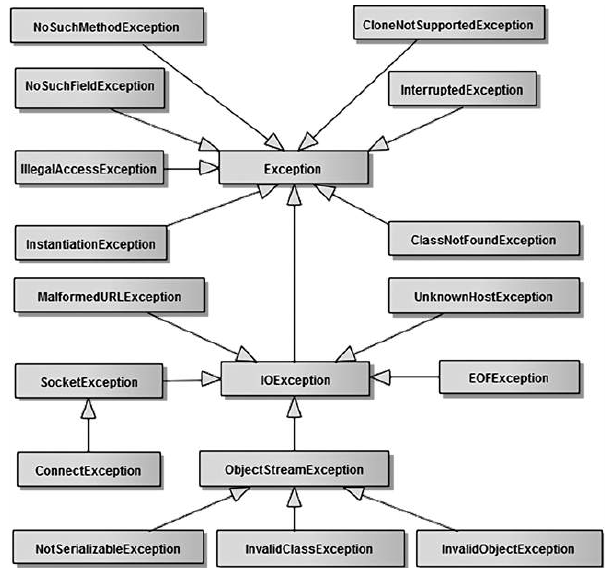 NoSuchMethodException
CloneNotSupportedException
NoSuchFieldException
InterruptedException
IllegalAccessException
Exception
InstantiationException
ClassNotFoundException
MalformedURLException
UnknownHostException
SocketException
IOException
EOFException
ConnectException
ObjectStreamException
NotSerializableException
InvalidClassException
InvalidObjectException